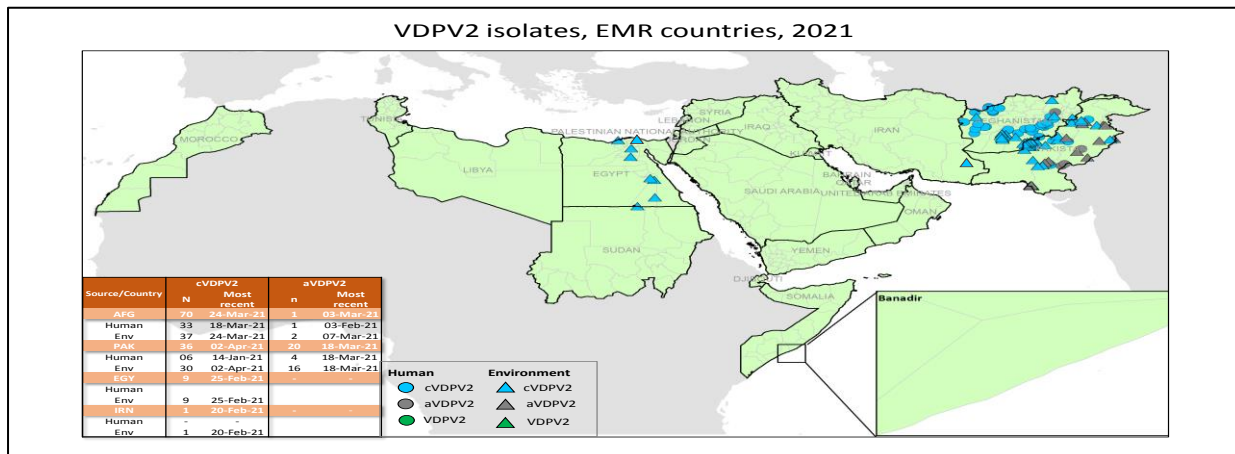 VDPV2 isolates, EMR countries, 2021
MOROCCO
TUNISIA
LIBYA
EGYPT
SUDAN
PALESTINIAN NATIONAL AUTHORITY
LEBANON
SYRIA
IRAQ
IRAN
KUWAIT
BAHRAIN
QATAR
SAUDI ARABIA
UNITED ARAB EMIRATES
OMAN
YEMEN
DJIBOUTI
SOMALIA
AFGHANISTAN
Banadir
Source/Country cVDPV2 aVDPV2
N Most recent n Most recent
AFG 70 24-Mar-21 1 03-Mar-21
Human 33 18-Mar-21 1 03-Feb-21
Env 37 24-Mar-21 2 07-Mar-21
PAK 36 02-Apr-21 20 18-Mar-21
Human 06 14-Jan-21 4 18-Mar-21
Env 30 02-Apr-21 16 18-Mar-21
EGY 9 25-Feb-21 - -
Human
Env 9 25-Feb-21
IRN 1 20-Feb-21 - -
Human - -
Env 1 20-Feb-21
Human Environment
cVDPV2 cVDPV2
aVDPV2 aVDPV2
VDPV2 VDPV2